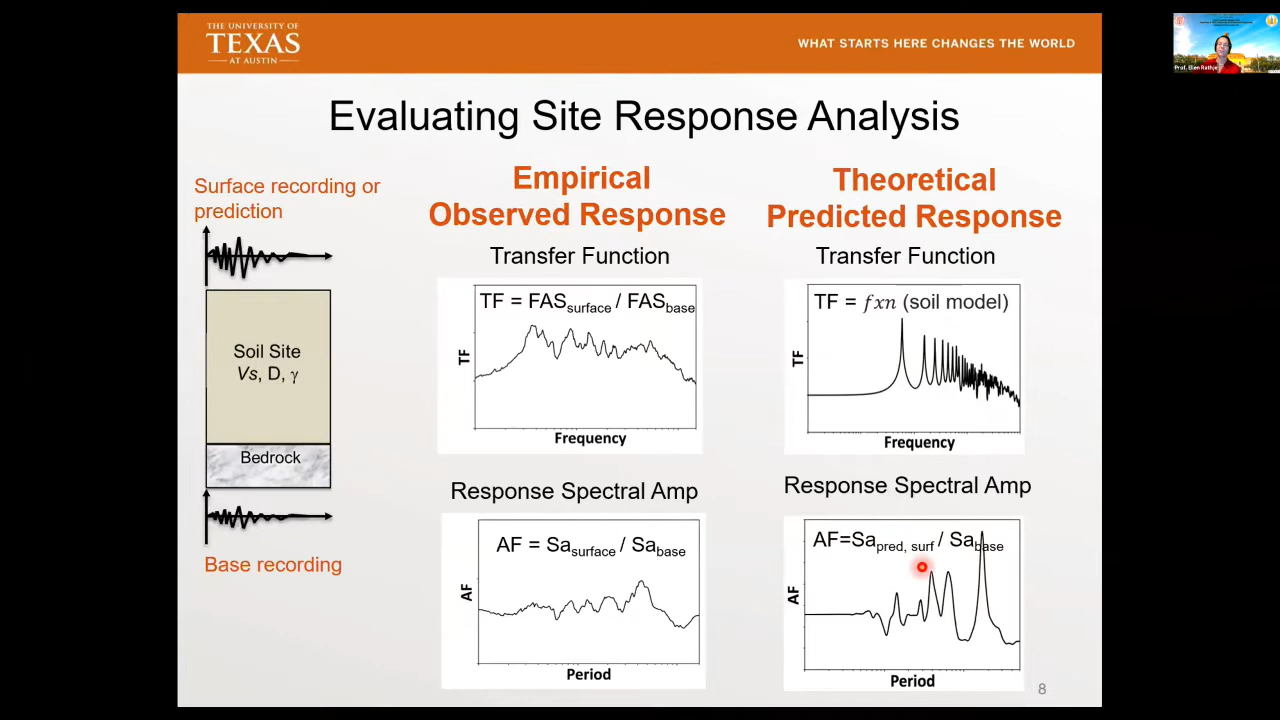 THE UNIVERSITY OF
TEXAS
AT AUSTIN
WHAT STARTS HERE CHANGES THE WORLD
Prof. Ellen Rathje
Evaluating Site Response Analysis
Surface recording or
prediction
Soil Site
Vs, D, γ
Bedrock
Base recording
Empirical
Observed Response
Transfer Function
TF = FASsurface / FASbase
TF
Frequency
Response Spectral Amp
AF = Sasurface / Sabase
AF
Period
Theoretical
Predicted Response
Transfer Function
TF = fxn (soil model)
TF
Frequency
Response Spectral Amp
AF=Sapred, surf / Sabase
AF
Period
8